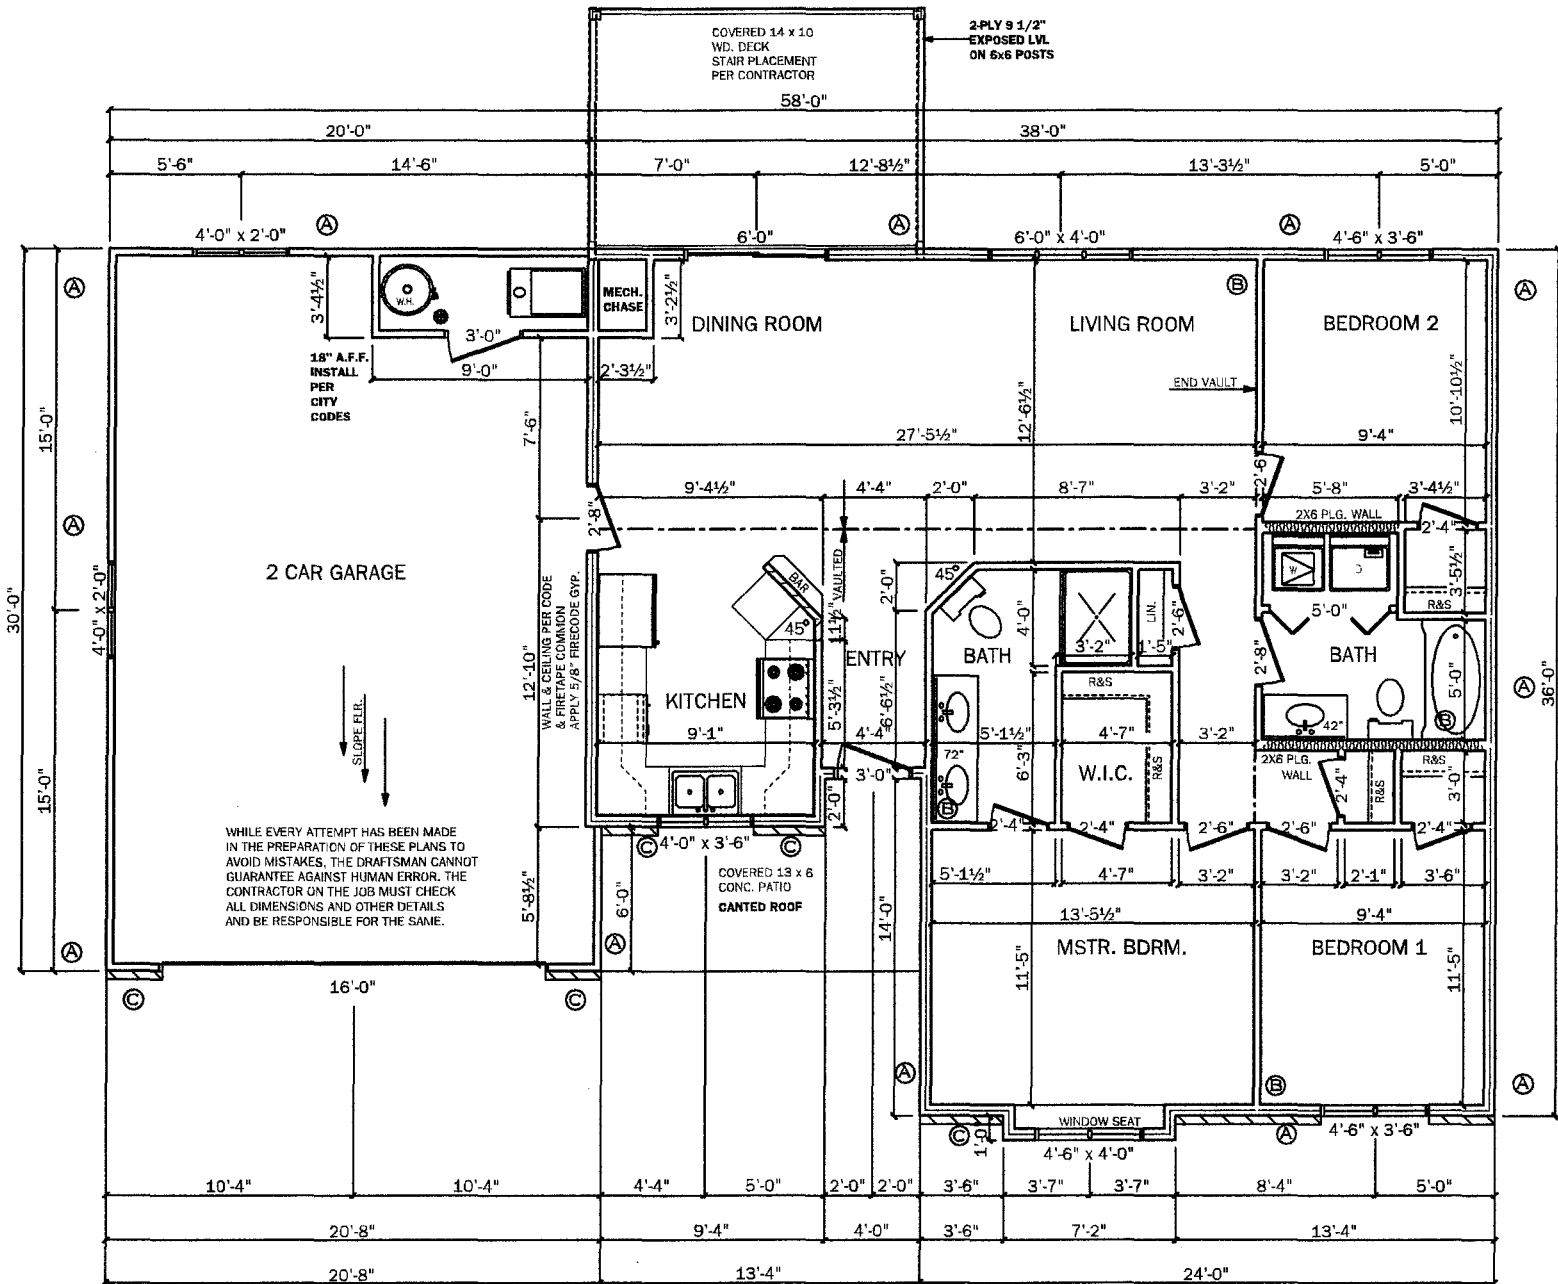 COVERED 14 x 10
WD. DECK
STAIR PLACEMENT
PER CONTRACTOR
2-PLY 9 1/2"
EXPOSED LVL
ON 6x6 POSTS
58'-0"
20'-0" 38'-0"
5'-6" 14'-6" 7'-0" 12'-8½" 13'-3½" 5'-0"
4'-0" x 2'-0" Ⓐ 6'-0" Ⓐ 6'-0" x 4'-0" Ⓐ 4'-6" x 3'-6"
Ⓐ Ⓑ Ⓐ
3'-4½"
W.H.
MECH.
CHASE
3'-2½"
3'-0"
DINING ROOM LIVING ROOM BEDROOM 2
18" A.F.F.
INSTALL
PER
CITY
CODES
9'-0" 2'-3½"
END VAULT
12'-6½"
10'-10½"
15'-0"
7'-6"
27'-5½" 9'-4"
9'-4½" 4'-4" 2'-0" 8'-7" 3'-2" 2'-6 5'-8" 3'-4½"
Ⓐ
2'-8"
2X6 PLG. WALL
2'-4"
2 CAR GARAGE
4'-0" x 2'-0"
30'-0"
WALL & CEILING PER CODE
& FIRETAPE COMMON
APPLY 5/8" FIRECODE GYP.
12'-10"
BAR
45°
VAULTED
11½"
2'-0"
45°
4'-0"
LIN.
2'-6"
W D
3'-5½"
R&S
5'-0"
3'-2" 1'-5"
ENTRY BATH
2'-8"
BATH
5'-0"
R&S
KITCHEN
5'-3½"
6'-6½"
Ⓐ
36'-0"
SLOPE FLR.
42"
Ⓑ
9'-1" 4'-4" 5'-1½" 4'-7" 3'-2"
72"
Ⓑ
6'-3"
W.I.C.
R&S
2X6 PLG.
WALL
2'-4"
R&S
R&S
3'-0"
3'-0"
2'-0"
15'-0"
2'-4" 2'-4" 2'-6" 2'-6" 2'-4"
Ⓒ 4'-0" x 3'-6" Ⓒ
WHILE EVERY ATTEMPT HAS BEEN MADE
IN THE PREPARATION OF THESE PLANS TO
AVOID MISTAKES, THE DRAFTSMAN CANNOT
GUARANTEE AGAINST HUMAN ERROR. THE
CONTRACTOR ON THE JOB MUST CHECK
ALL DIMENSIONS AND OTHER DETAILS
AND BE RESPONSIBLE FOR THE SAME.
5'-8½"
6'-0"
COVERED 13 x 6
CONC. PATIO
CANTED ROOF
14'-0"
5'-1½" 4'-7" 3'-2" 3'-2" 2'-1" 3'-6"
13'-5½" 9'-4"
Ⓐ Ⓐ
MSTR. BDRM. BEDROOM 1
11'-5" 11'-5"
Ⓒ 16'-0" Ⓒ
Ⓐ Ⓑ Ⓐ
WINDOW SEAT
Ⓒ 1'-0" 4'-6" x 4'-0" Ⓐ 4'-6" x 3'-6"
10'-4" 10'-4" 4'-4" 5'-0" 2'-0" 2'-0" 3'-6" 3'-7" 3'-7" 8'-4" 5'-0"
20'-8" 9'-4" 4'-0" 3'-6" 7'-2" 13'-4"
20'-8" 13'-4" 24'-0"